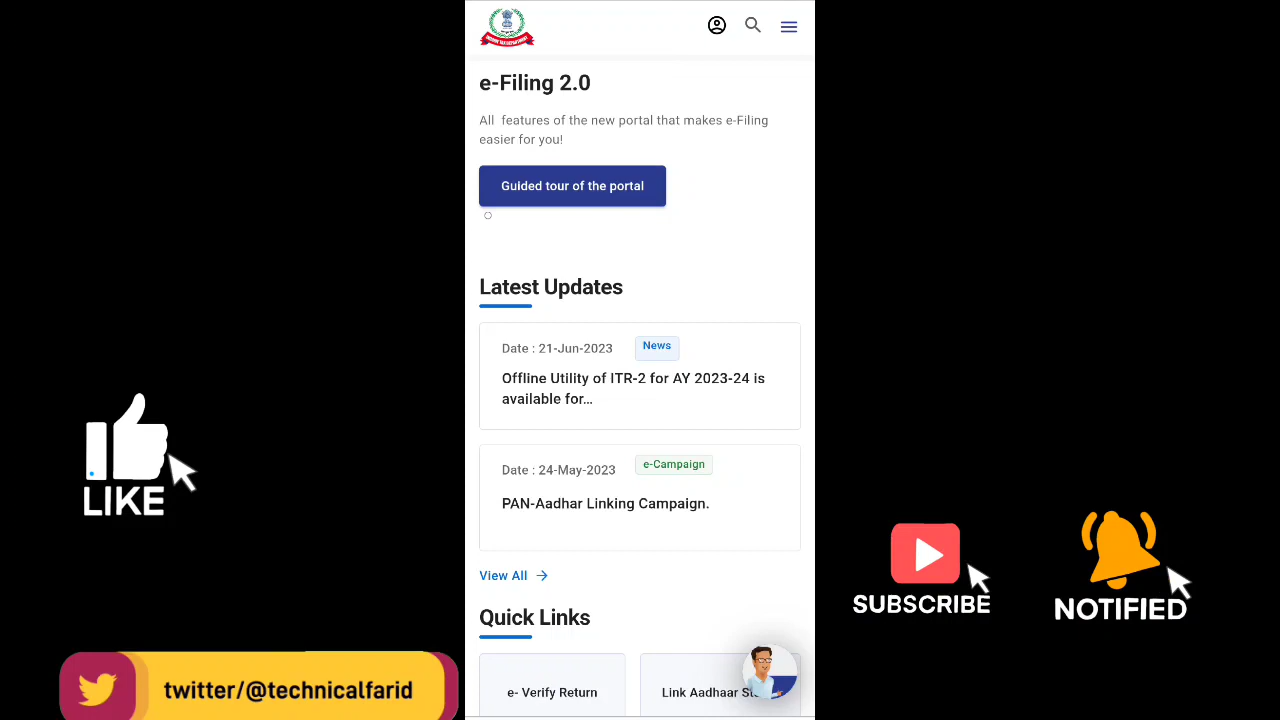 e-Filing 2.0
All features of the new portal that makes e-Filing
easier for you!
Guided tour of the portal
Latest Updates
Date : 21-Jun-2023
News
Offline Utility of ITR-2 for AY 2023-24 is
available for...
Date : 24-May-2023
e-Campaign
PAN-Aadhar Linking Campaign.
View All
Quick Links
e- Verify Return
Link Aadhaar
LIKE
SUBSCRIBE
NOTIFIED
twitter/@technicalfarid